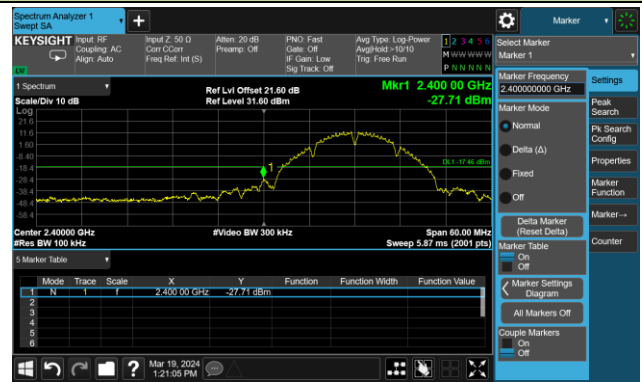 Spectrum Analyzer 1
Swept SA
Marker
KEYSIGHT
Input: RF
Coupling: AC
Align: Auto
Input Z: 50 Ω
Corr CCorr
Freq Ref: Int (S)
Atten: 20 dB
Preamp: Off
PNO: Fast
Gate: Off
IF Gain: Low
Sig Track: Off
Avg Type: Log-Power
Avg|Hold:>10/10
Trig: Free Run
1 2 3 4 5 6
M W W W W W
P N N N N N
LW
1 Spectrum
Scale/Div 10 dB
Log
Ref Lvl Offset 21.60 dB
Ref Level 31.60 dBm
Mkr1 2.400 00 GHz
-27.71 dBm
21.6
11.6
1.60
-8.40
-18.4
-28.4
-38.4
-48.4
-58.4
1
DL1 -17.46 dBm
Center 2.40000 GHz
#Res BW 100 kHz
#Video BW 300 kHz
Span 60.00 MHz
Sweep 5.87 ms (2001 pts)
5 Marker Table
Mode Trace Scale X Y Function Function Width Function Value
1 N 1 f 2.400 00 GHz -27.71 dBm
2
3
4
5
6
Mar 19, 2024
1:21:05 PM
Select Marker
Marker 1
Marker Frequency
2.400000000 GHz
Marker Mode
Normal
Delta (Δ)
Fixed
Off
Delta Marker
(Reset Delta)
Marker Table
On
Off
Marker Settings
Diagram
All Markers Off
Couple Markers
On
Off
Settings
Peak
Search
Pk Search
Config
Properties
Marker
Function
Marker→
Counter